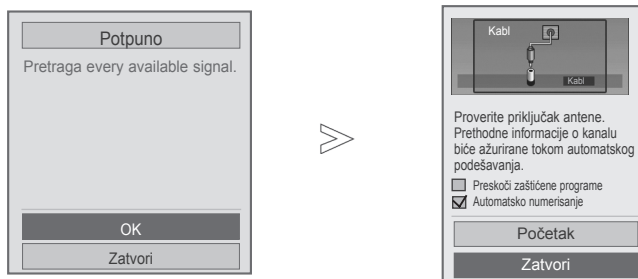 Potpuno
Pretraga every available signal.
OK
Zatvori
Kabl
Kabl
Proverite priključak antene.
Prethodne informacije o kanalu
biće ažurirane tokom automatskog
podešavanja.
Preskoči zaštićene programe
Automatsko numerisanje
Početak
Zatvori